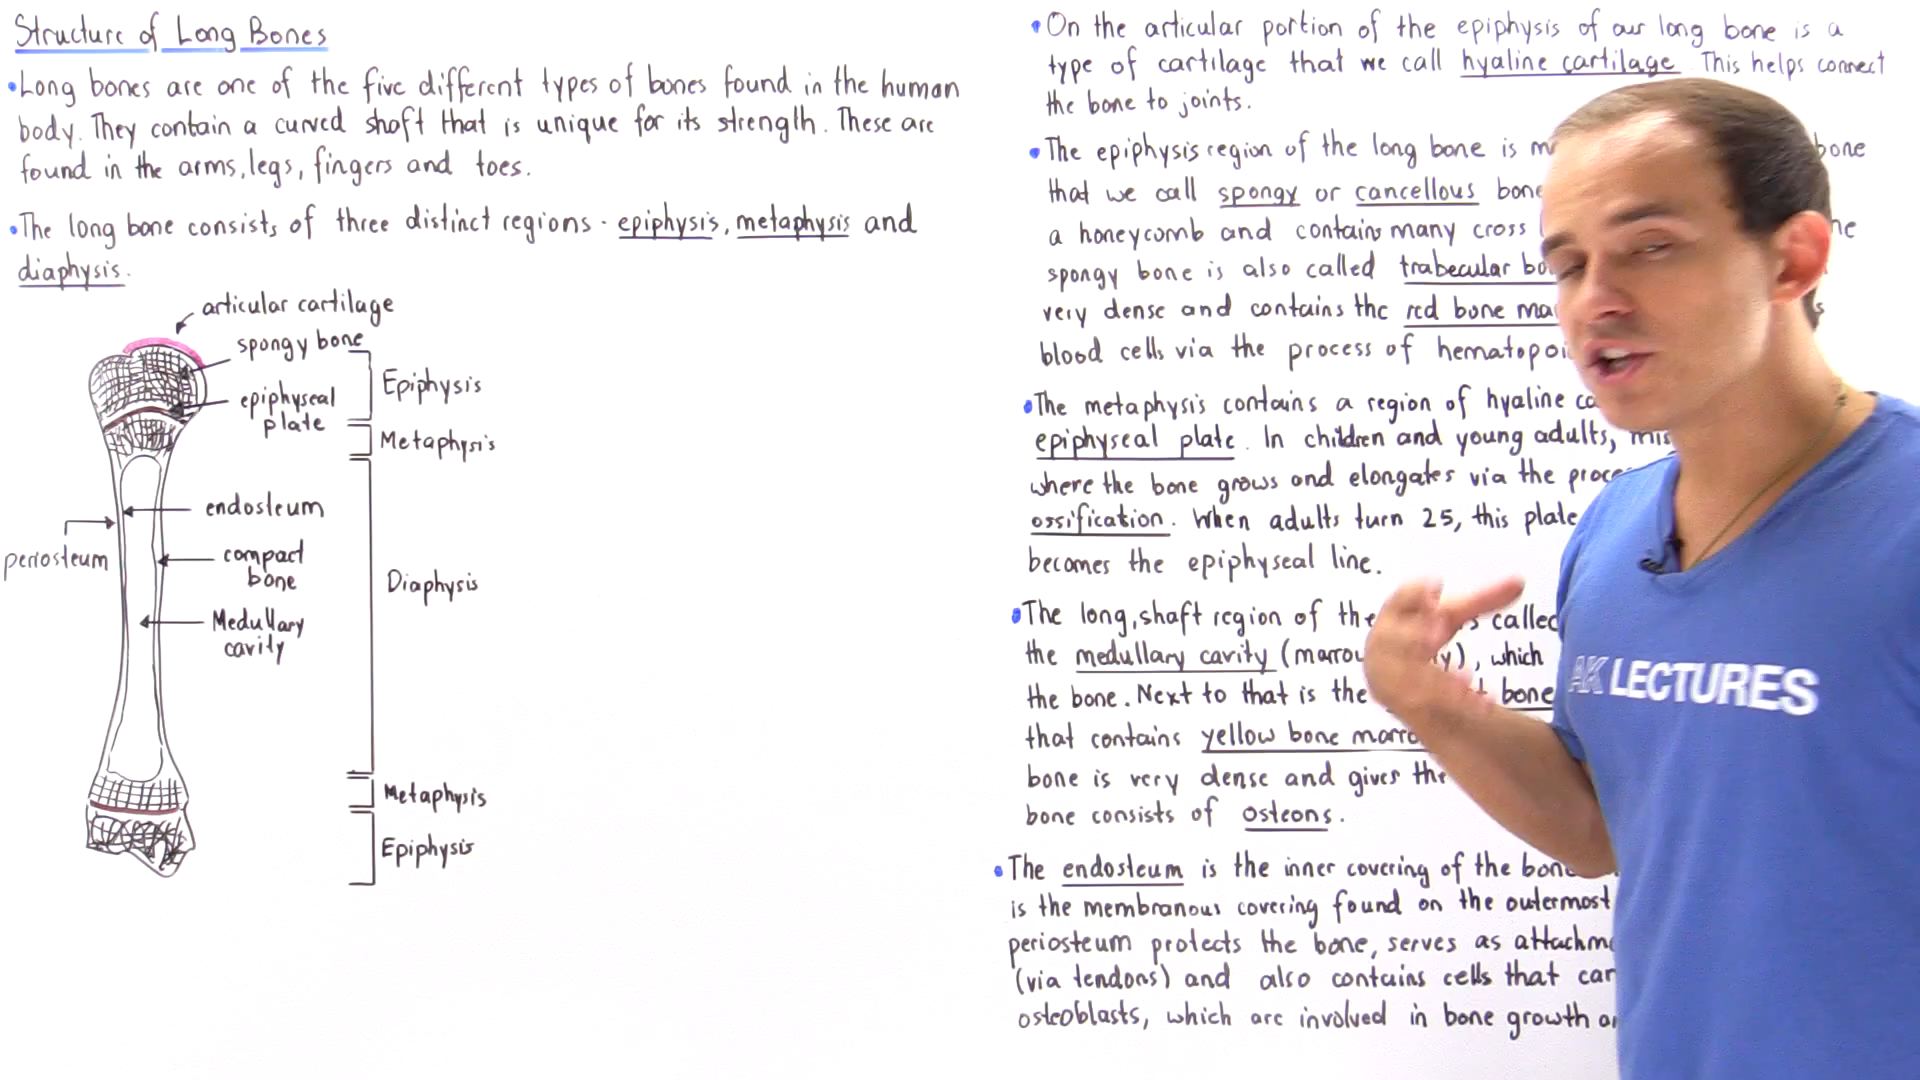 Structure of Long Bones
•Long bones are one of the five different types of bones found in the human
body. They contain a curved shaft that is unique for its strength. These are
found in the arms, legs, fingers and toes.
•The long bone consists of three distinct regions - epiphysis, metaphysis and
diaphysis.
articular cartilage
spongy bone
Epiphysis
epiphyseal
plate
Metaphysis
endosteum
periosteum
compact
bone
Diaphysis
Medullary
cavity
Metaphysis
Epiphysis
•On the articular portion of the epiphysis of our long bone is a
type of cartilage that we call hyaline cartilage. This helps connect
the bone to joints.
•The epiphysis region of the long bone is bone
that we call spongy or cancellous bone
a honeycomb and contains many cross
spongy bone is also called trabecular
very dense and contains the red bone
blood cells via the process of
•The metaphysis contains a region of hyaline
epiphyseal plate. In children and young adults, this
where the bone grows and elongates via the
ossification. When adults turn 25, this plate
becomes the epiphyseal line.
•The long, shaft region of the called
the medullary cavity , which
the bone. Next to that is the bone
that contains yellow bone
bone is very dense and gives the
bone consists of osteons.
•The endosteum is the inner covering of the bone
is the membranous covering found on the outermost
periosteum protects the bone, serves as
(via tendons) and also contains cells that can
osteoblasts, which are involved in bone growth
AK LECTURES